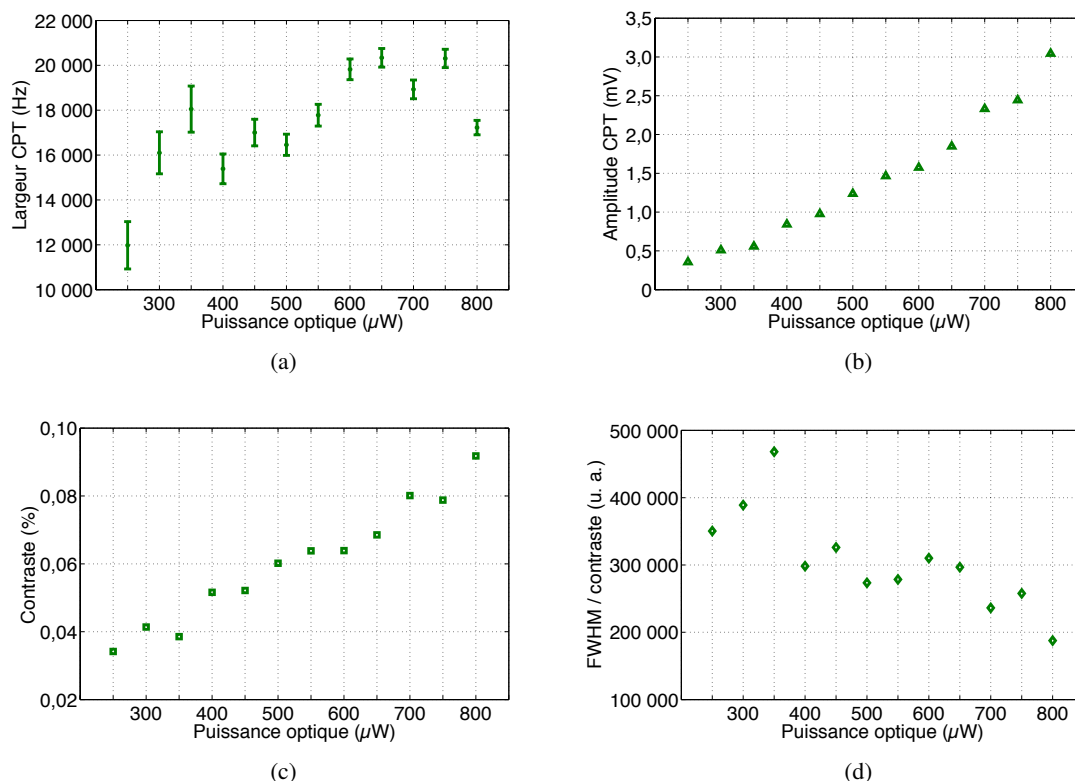 22 000
20 000
18 000
16 000
14 000
12 000
10 000
Largeur CPT (Hz)
300 400 500 600 700 800
Puissance optique (µW)
(a)
3,5
3,0
2,5
2,0
1,5
1,0
0,5
0
Amplitude CPT (mV)
300 400 500 600 700 800
Puissance optique (µW)
(b)
0,10
0,08
0,06
0,04
0,02
Contraste (%)
300 400 500 600 700 800
Puissance optique (µW)
(c)
500 000
400 000
300 000
200 000
100 000
FWHM / contraste (u. a.)
300 400 500 600 700 800
Puissance optique (µW)
(d)